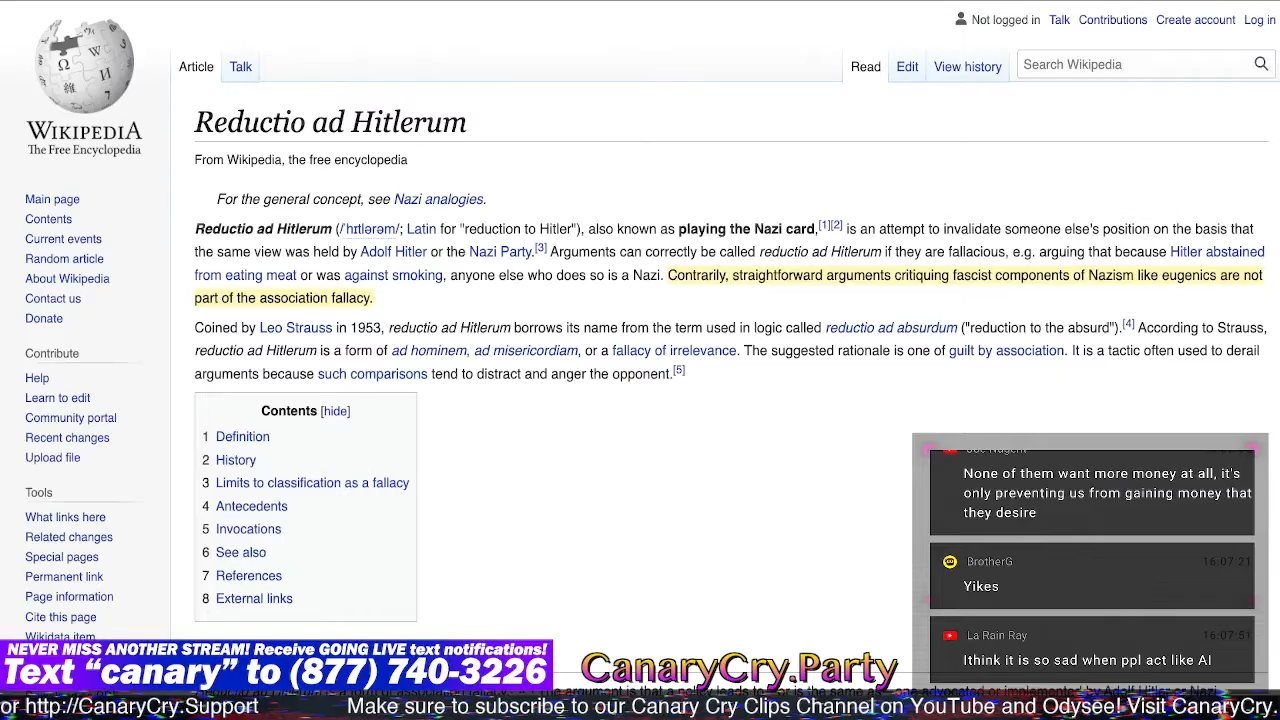 Not logged in Talk Contributions Create account Log in
Article Talk Read Edit View history Search Wikipedia
WIKIPEDIA
The Free Encyclopedia
Main page
Contents
Current events
Random article
About Wikipedia
Contact us
Donate
Contribute
Help
Learn to edit
Community portal
Recent changes
Upload file
Tools
What links here
Related changes
Special pages
Permanent link
Page information
Cite this page
Wikidata item
Reductio ad Hitlerum
From Wikipedia, the free encyclopedia
For the general concept, see Nazi analogies.
Reductio ad Hitlerum (/ˈhɪtlərəm/; Latin for "reduction to Hitler"), also known as playing the Nazi card,[1][2] is an attempt to invalidate someone else's position on the basis that
the same view was held by Adolf Hitler or the Nazi Party.[3] Arguments can correctly be called reductio ad Hitlerum if they are fallacious, e.g. arguing that because Hitler abstained
from eating meat or was against smoking, anyone else who does so is a Nazi. Contrarily, straightforward arguments critiquing fascist components of Nazism like eugenics are not
part of the association fallacy.
Coined by Leo Strauss in 1953, reductio ad Hitlerum borrows its name from the term used in logic called reductio ad absurdum ("reduction to the absurd").[4] According to Strauss,
reductio ad Hitlerum is a form of ad hominem, ad misericordiam, or a fallacy of irrelevance. The suggested rationale is one of guilt by association. It is a tactic often used to derail
arguments because such comparisons tend to distract and anger the opponent.[5]
Contents [hide]
1 Definition
2 History
3 Limits to classification as a fallacy
4 Antecedents
5 Invocations
6 See also
7 References
8 External links
None of them want more money at all, it's
only preventing us from gaining money that
they desire
BrotherG 16:07:21
Yikes
La Rain Ray 16:07:51
Ithink it is so sad when ppl act like AI
NEVER MISS ANOTHER STREAM! Receive GOING LIVE text notifications!
Text "canary" to (877) 740-3226
CanaryCry.Party
or http://CanaryCry.Support Make sure to subscribe to our Canary Cry Clips Channel on YouTube and Odysee! Visit CanaryCry.